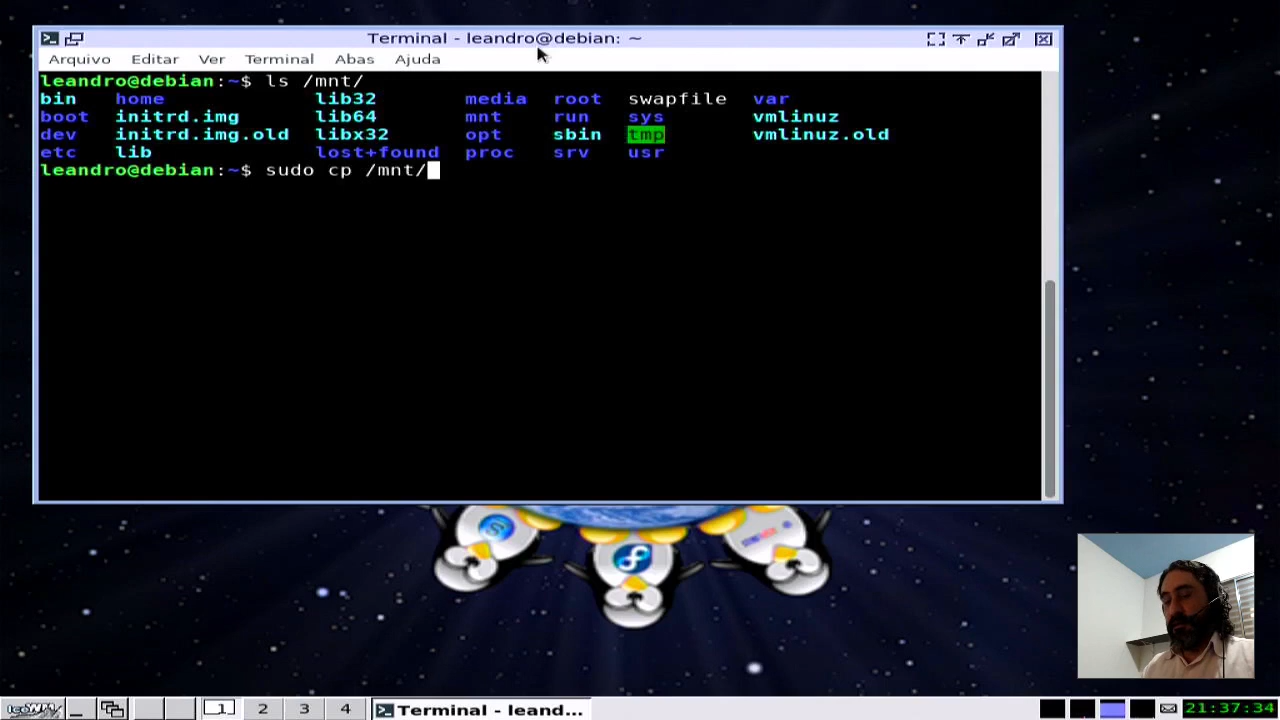 Terminal - leandro@debian: ~
Arquivo Editar Ver Terminal Abas Ajuda
leandro@debian:~$ ls /mnt/
bin home lib32 media root swapfile var
boot initrd.img lib64 mnt run sys vmlinuz
dev initrd.img.old libx32 opt sbin tmp vmlinuz.old
etc lib lost+found proc srv usr
leandro@debian:~$ sudo cp /mnt/
1 2 3 4 Terminal - leand... 21:37:34